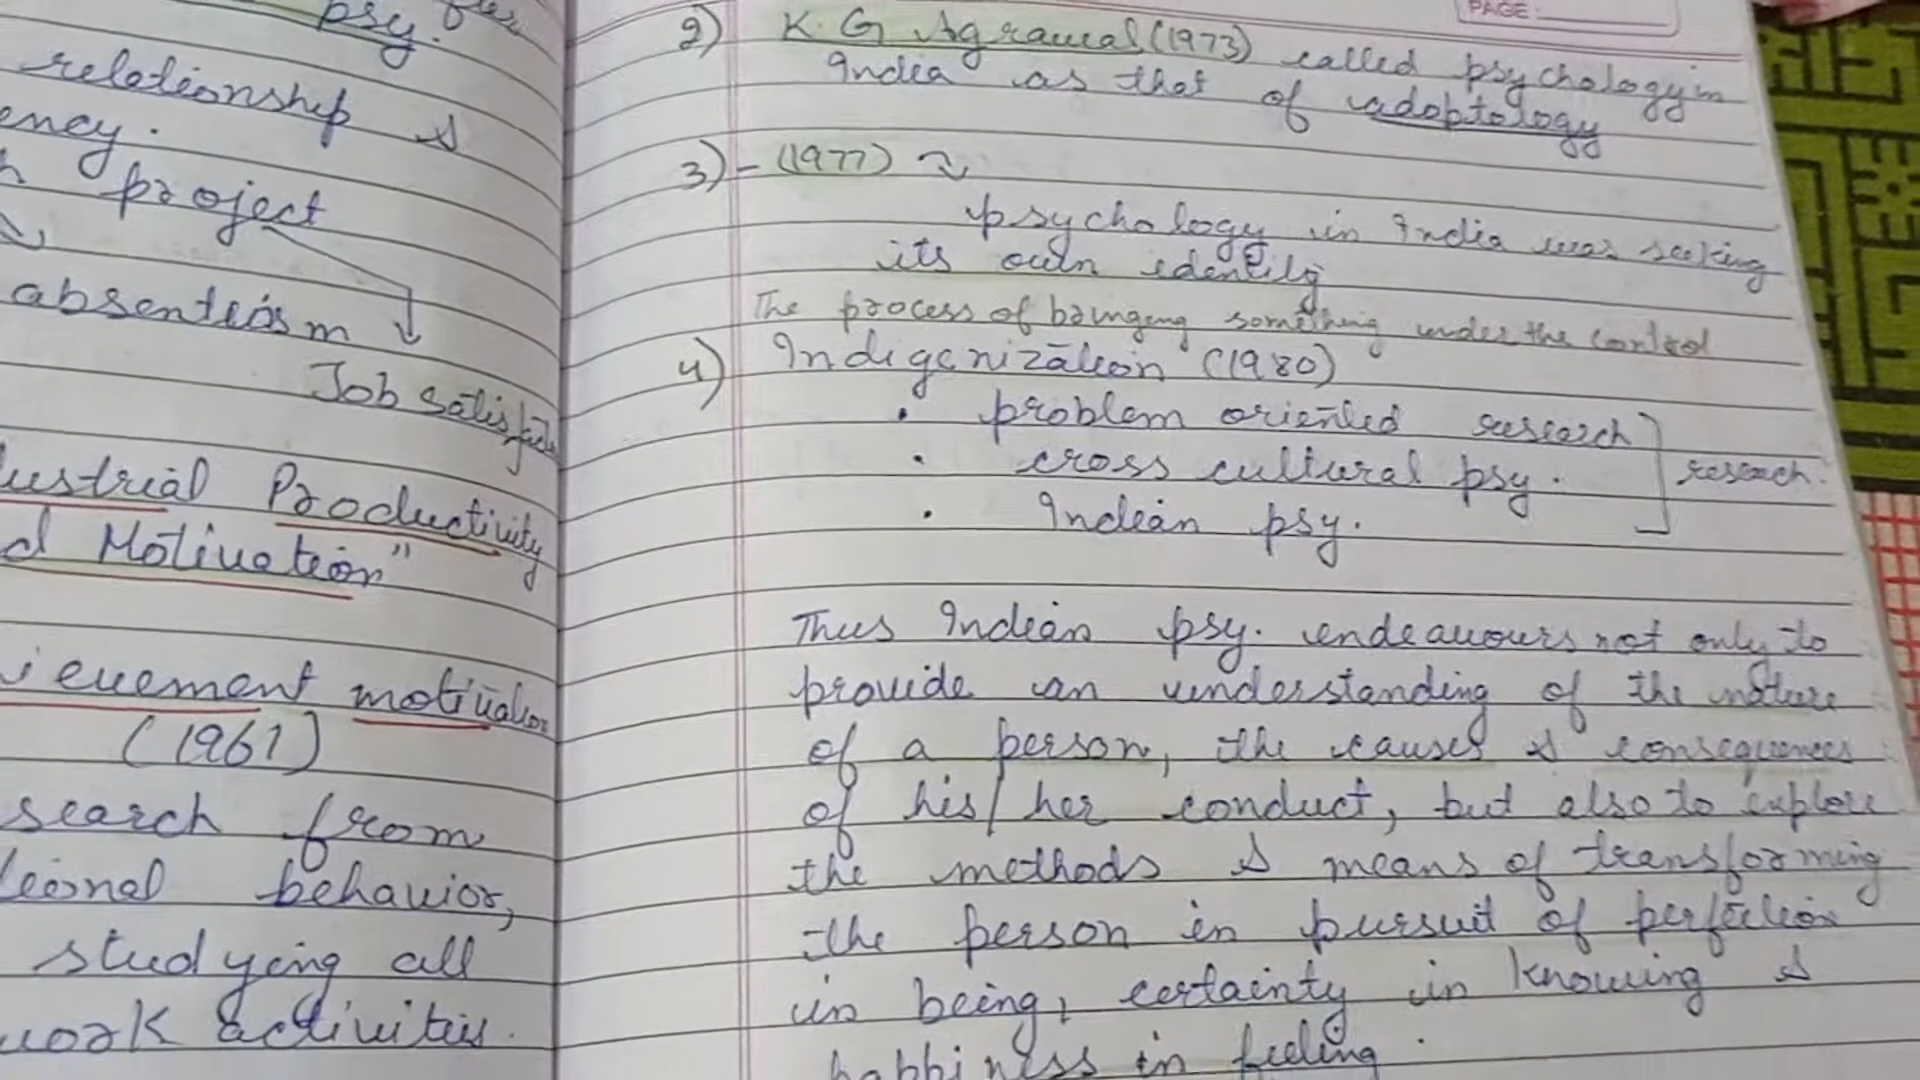 psy.
relationship &
ency.
project
absenteism
Job satisfa
ustrial Productivity
d Motivation"
ievement motivation
(1961)
search from
tional behavior,
studying all
work activities.
PAGE:
2) K. G Agrawal (1973) called psychology in
India as that of adoptology
3) - (1977)
psychology in India was seeking
its own identity
The process of bringing something under the control
4) Indigenization (1980)
• problem oriented research
• cross cultural psy.
research.
• Indian psy.
Thus Indian psy. endeavours not only to
provide an understanding of the nature
of a person, the causes & consequences
of his/her conduct, but also to explore
the methods & means of transforming
the person in pursuit of perfection
in being, certainty in knowing &
happiness in feeling.